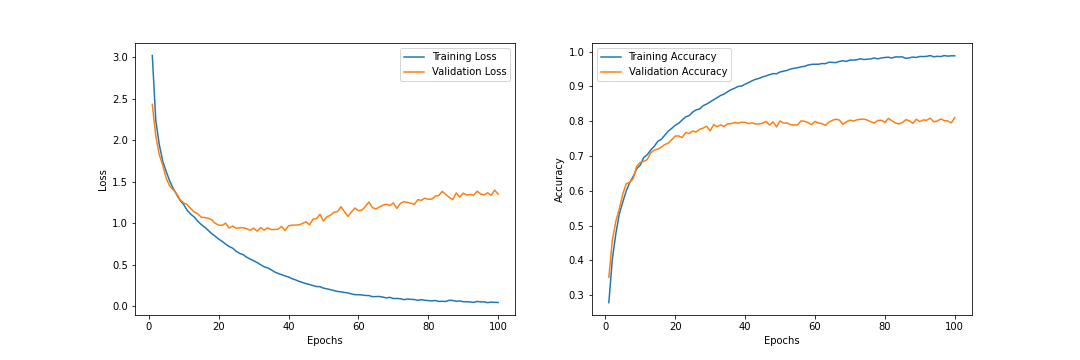 Training Loss
Validation Loss
3.0
2.5
2.0
1.5
1.0
0.5
0.0
Loss
0 20 40 60 80 100
Epochs
Training Accuracy
Validation Accuracy
1.0
0.9
0.8
0.7
0.6
0.5
0.4
0.3
Accuracy
0 20 40 60 80 100
Epochs